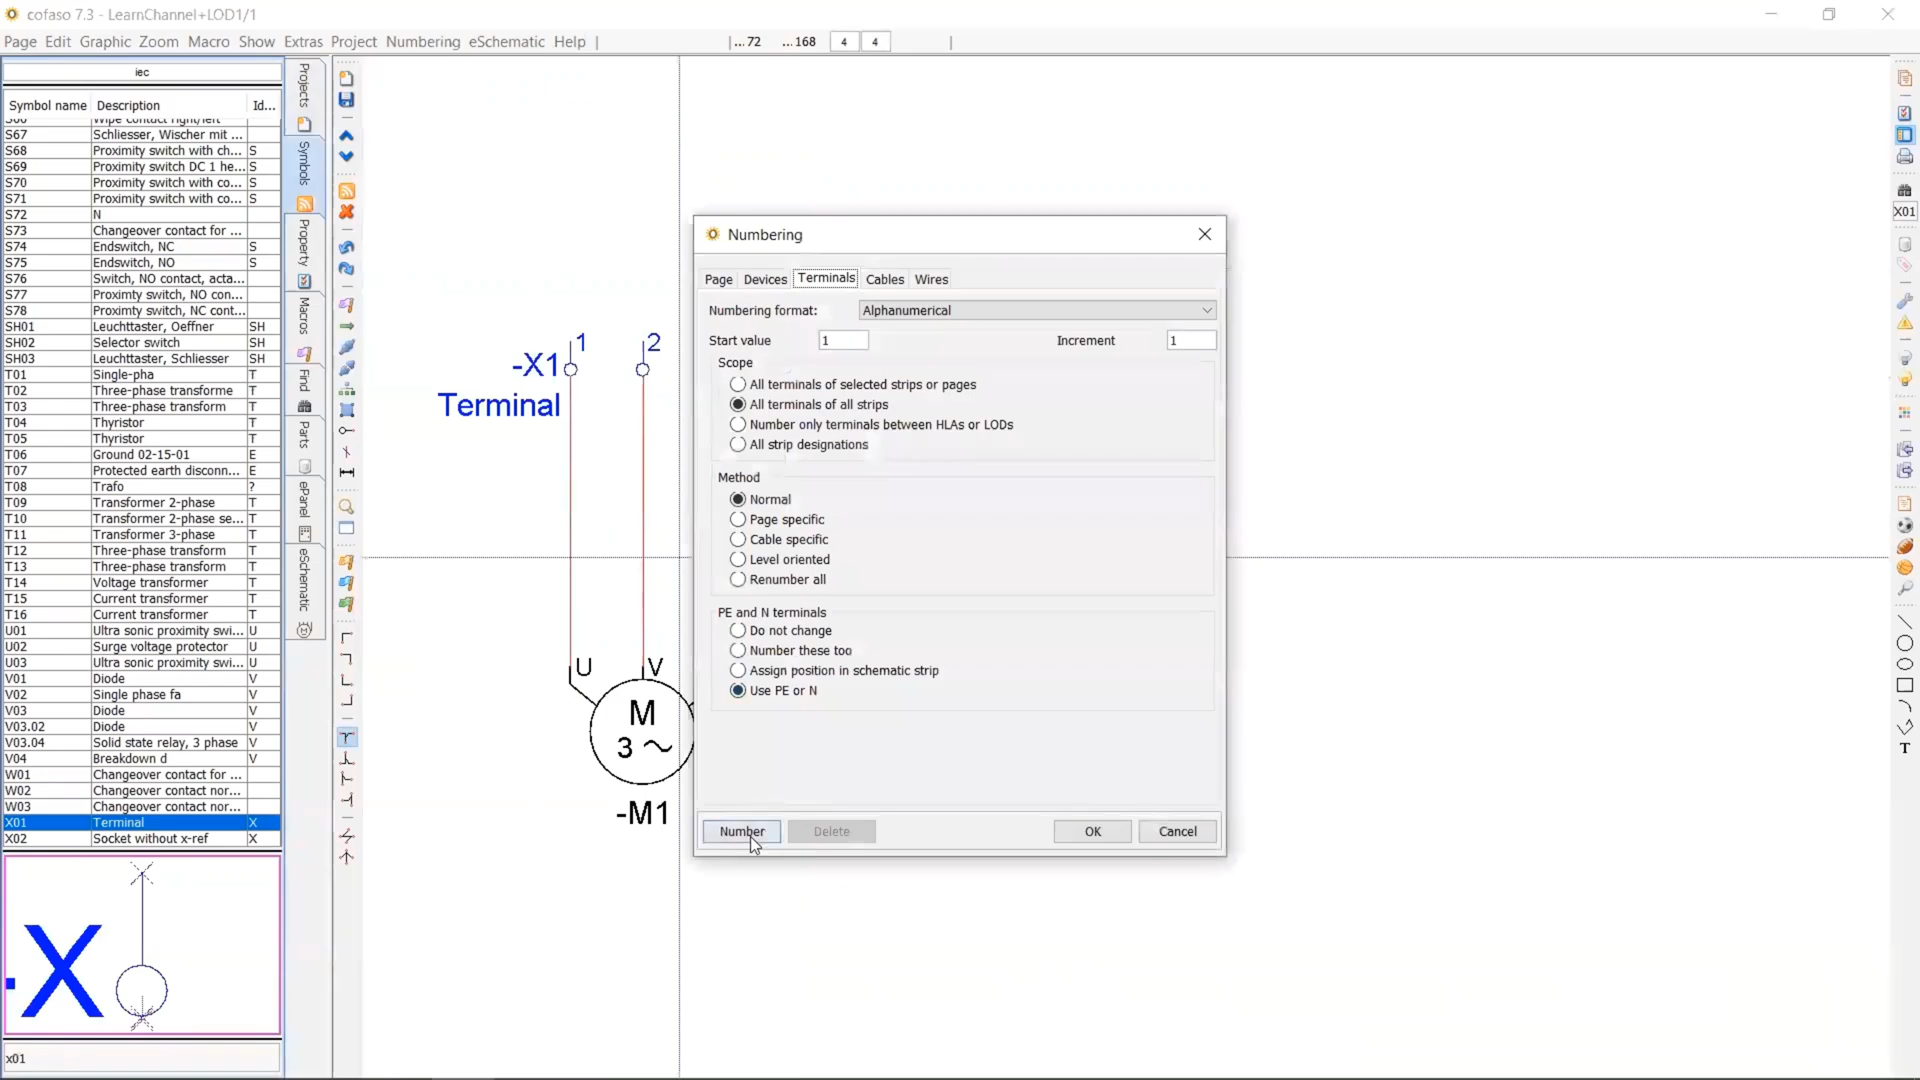 cofaso 7.3 - LearnChannel+LOD1/1
Page Edit Graphic Zoom Macro Show Extras Project Numbering eSchematic Help | |...72 ...168 4 4 |
iec
Symbol name Description Id...
S67 Schliesser, Wischer mit ...
S68 Proximity switch with ch... S
S69 Proximity switch DC 1 he... S
S70 Proximity switch with co... S
S71 Proximity switch with co... S
S72 N
S73 Changeover contact for ...
S74 Endswitch, NC S
S75 Endswitch, NO S
S76 Switch, NO contact, acta...
S77 Proximty switch, NO con...
S78 Proximty switch, NC cont...
SH01 Leuchttaster, Oeffner SH
SH02 Selector switch SH
SH03 Leuchttaster, Schliesser SH
T01 Single-pha T
T02 Three-phase transforme T
T03 Three-phase transform T
T04 Thyristor T
T05 Thyristor T
T06 Ground 02-15-01 E
T07 Protected earth disconn... E
T08 Trafo ?
T09 Transformer 2-phase T
T10 Transformer 2-phase se... T
T11 Transformer 3-phase T
T12 Three-phase transform T
T13 Three-phase transform T
T14 Voltage transformer T
T15 Current transformer T
T16 Current transformer T
U01 Ultra sonic proximity swi... U
U02 Surge voltage protector U
U03 Ultra sonic proximity swi... U
V01 Diode V
V02 Single phase fa V
V03 Diode V
V03.02 Diode V
V03.04 Solid state relay, 3 phase V
V04 Breakdown d V
W01 Changeover contact for ...
W02 Changeover contact nor...
W03 Changeover contact nor...
X01 Terminal X
X02 Socket without x-ref X
-X
x01
Projects
Symbols
Property
Macros
Find
Parts
ePanel
eSchematic
-X1 1 2
Terminal
U V
M
3 ~
-M1
Numbering
Page Devices Terminals Cables Wires
Numbering format: Alphanumerical
Start value 1 Increment 1
Scope
All terminals of selected strips or pages
All terminals of all strips
Number only terminals between HLAs or LODs
All strip designations
Method
Normal
Page specific
Cable specific
Level oriented
Renumber all
PE and N terminals
Do not change
Number these too
Assign position in schematic strip
Use PE or N
Number Delete OK Cancel
X01
T